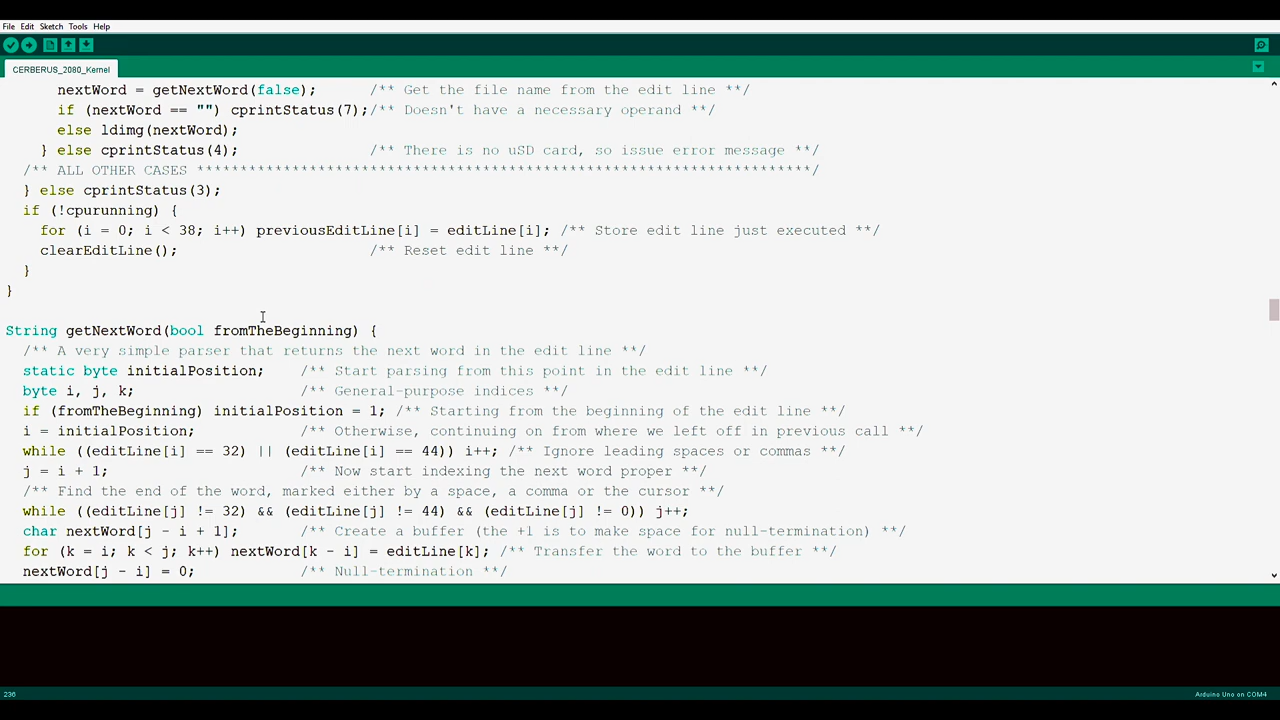 File Edit Sketch Tools Help
CERBERUS_2080_Kernel
nextWord = getNextWord(false); /** Get the file name from the edit line **/
if (nextWord == "") cprintStatus(7);/** Doesn't have a necessary operand **/
else ldimg(nextWord);
} else cprintStatus(4); /** There is no uSD card, so issue error message **/
/** ALL OTHER CASES ***********************************************************************/
} else cprintStatus(3);
if (!cpurunning) {
for (i = 0; i < 38; i++) previousEditLine[i] = editLine[i]; /** Store edit line just executed **/
clearEditLine(); /** Reset edit line **/
}
}
String getNextWord(bool fromTheBeginning) {
/** A very simple parser that returns the next word in the edit line **/
static byte initialPosition; /** Start parsing from this point in the edit line **/
byte i, j, k; /** General-purpose indices **/
if (fromTheBeginning) initialPosition = 1; /** Starting from the beginning of the edit line **/
i = initialPosition; /** Otherwise, continuing on from where we left off in previous call **/
while ((editLine[i] == 32) || (editLine[i] == 44)) i++; /** Ignore leading spaces or commas **/
j = i + 1; /** Now start indexing the next word proper **/
/** Find the end of the word, marked either by a space, a comma or the cursor **/
while ((editLine[j] != 32) && (editLine[j] != 44) && (editLine[j] != 0)) j++;
char nextWord[j - i + 1]; /** Create a buffer (the +1 is to make space for null-termination) **/
for (k = i; k < j; k++) nextWord[k - i] = editLine[k]; /** Transfer the word to the buffer **/
nextWord[j - i] = 0; /** Null-termination **/
236
Arduino Uno on COM4